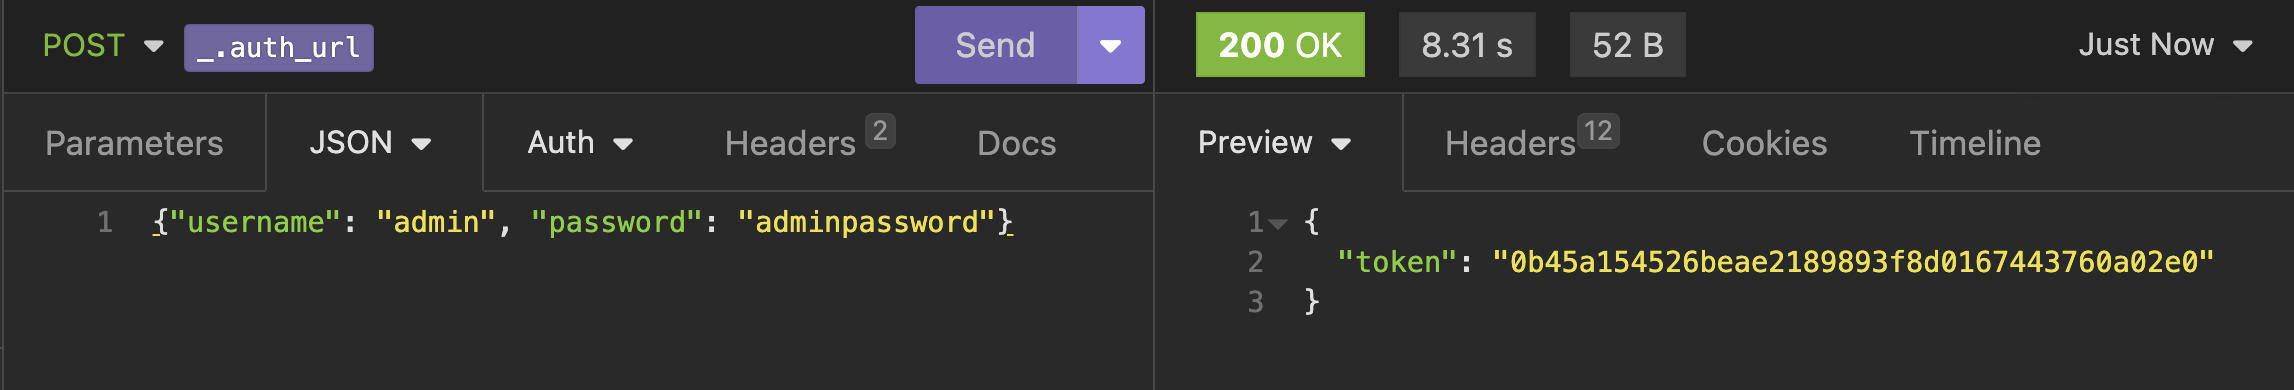 POST _.auth_url Send 200 OK 8.31 s 52 B Just Now
Parameters JSON Auth Headers 2 Docs Preview Headers 12 Cookies Timeline
1 {"username": "admin", "password": "adminpassword"}
1 {
2 "token": "0b45a154526beae2189893f8d0167443760a02e0"
3 }